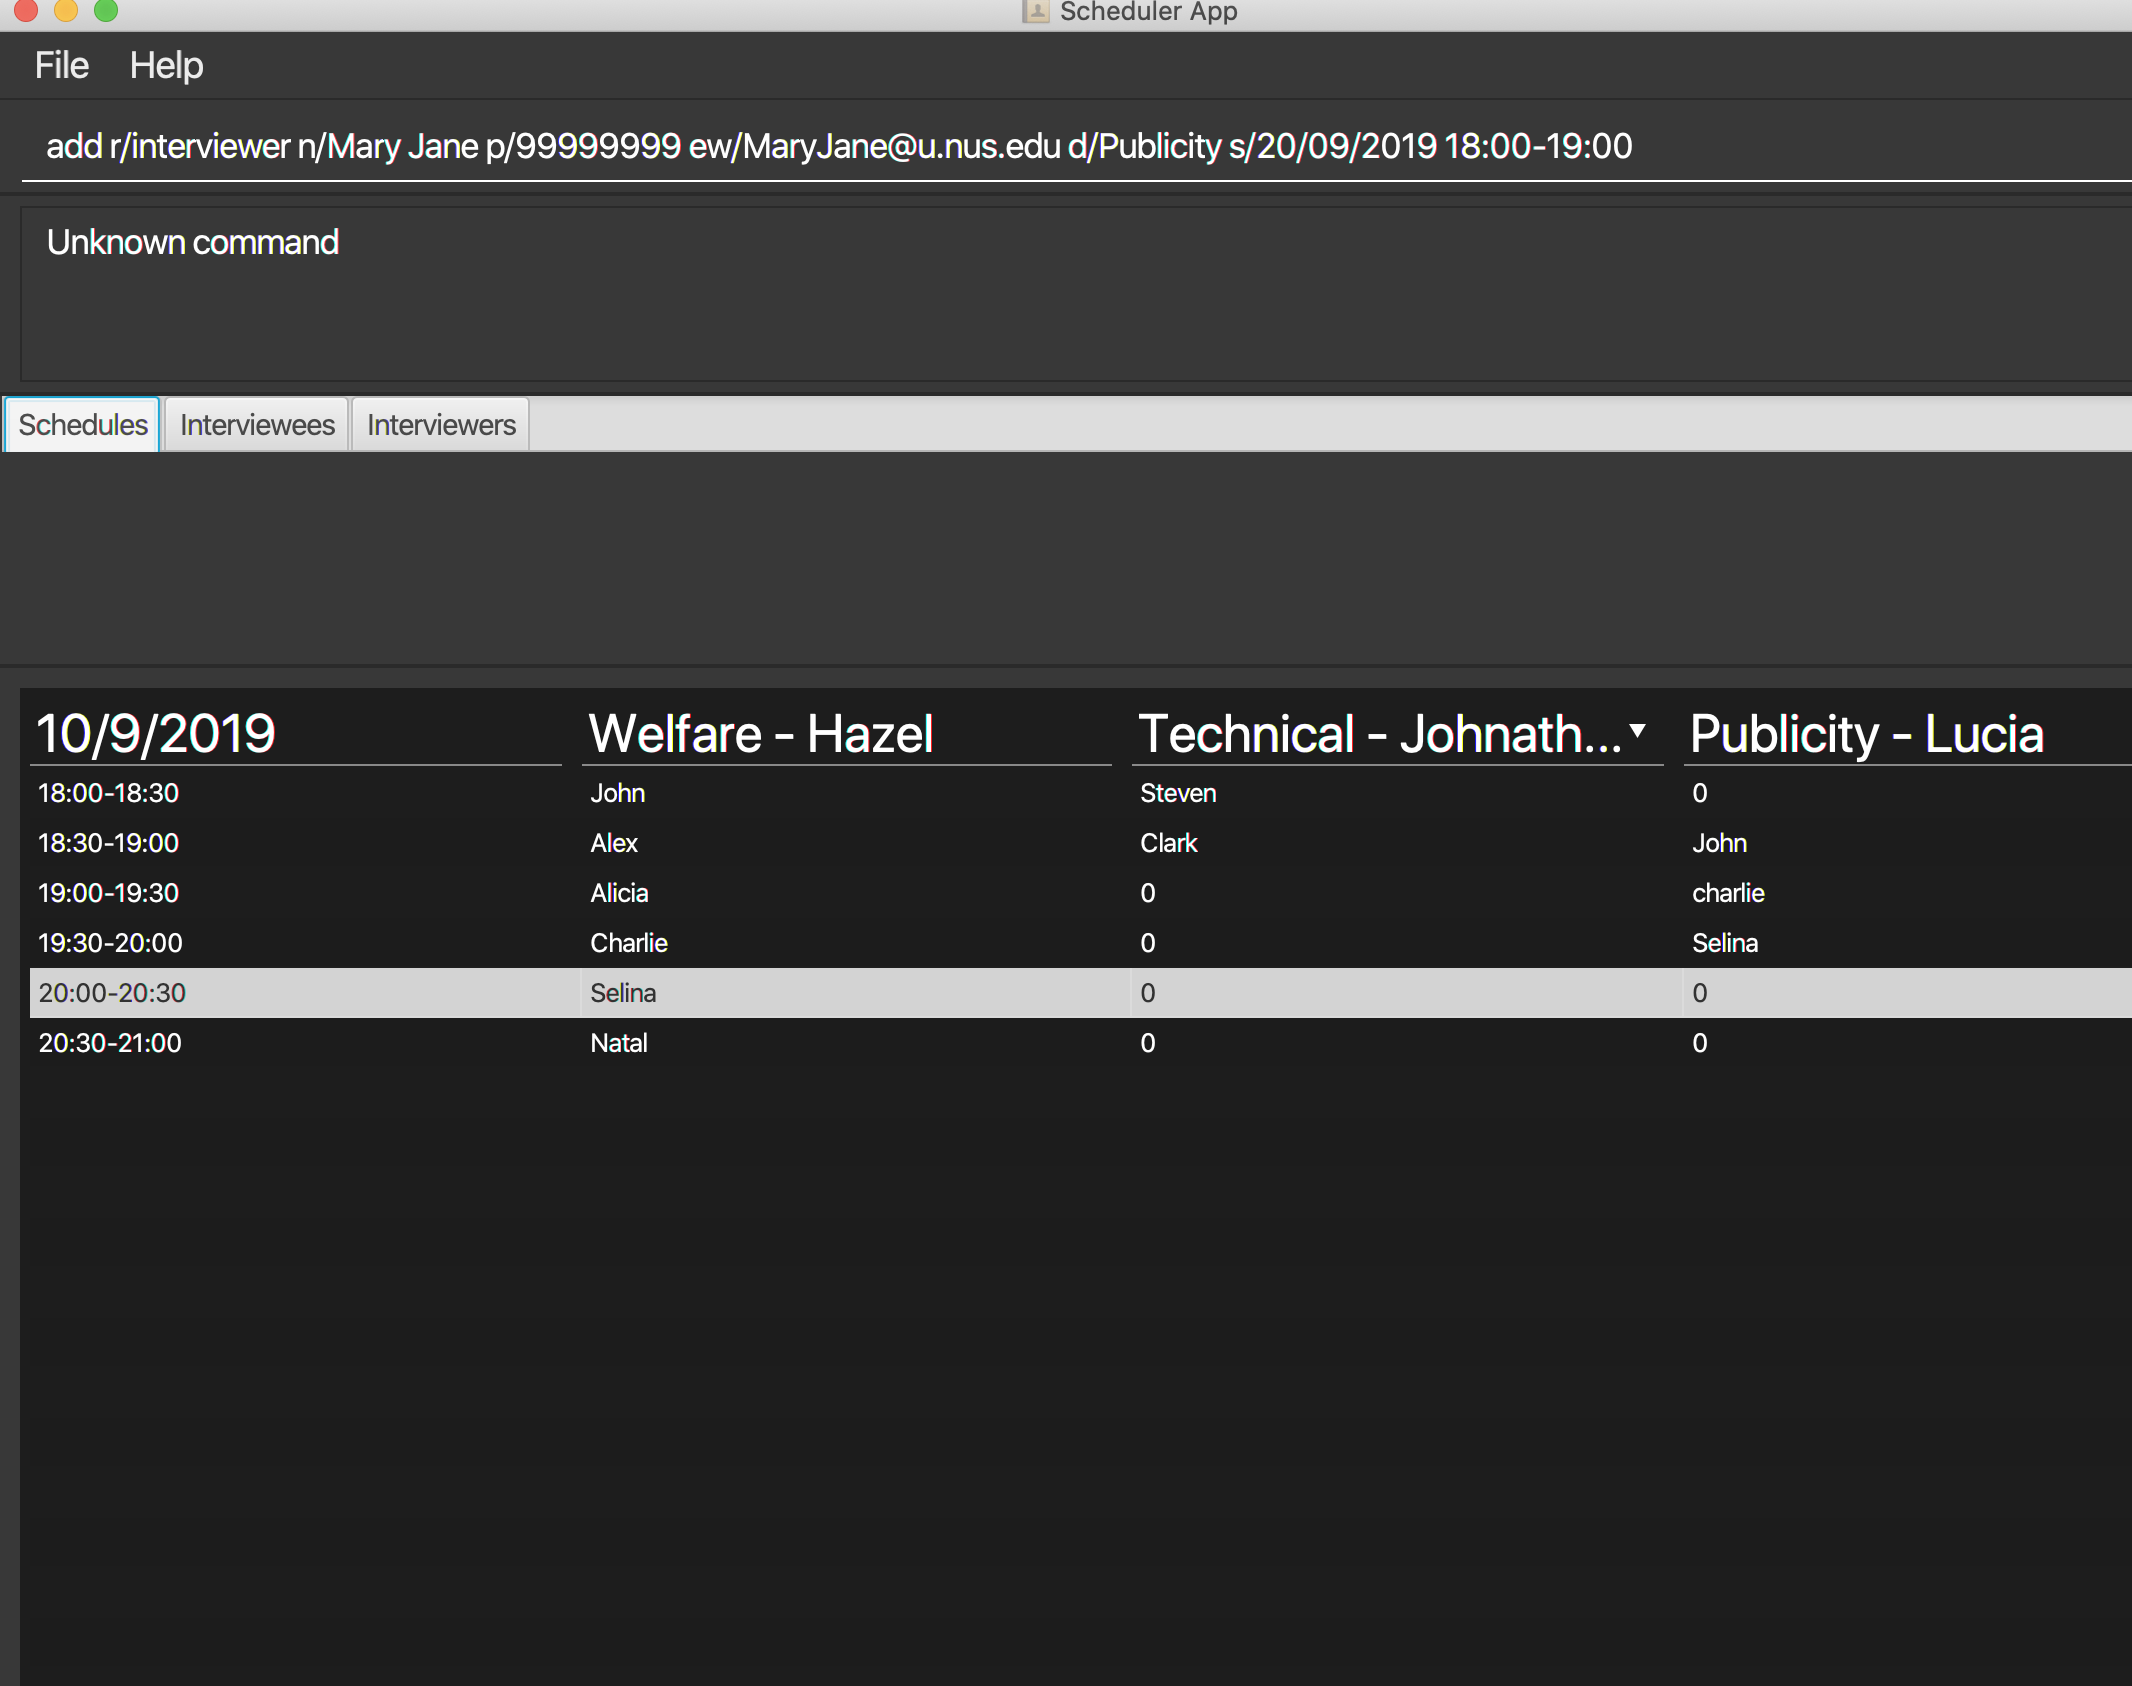 Scheduler App
File Help
add r/interviewer n/Mary Jane p/99999999 ew/MaryJane@u.nus.edu d/Publicity s/20/09/2019 18:00-19:00
Unknown command
Schedules Interviewees Interviewers
10/9/2019 Welfare - Hazel Technical - Johnath... Publicity - Lucia
18:00-18:30 John Steven 0
18:30-19:00 Alex Clark John
19:00-19:30 Alicia 0 charlie
19:30-20:00 Charlie 0 Selina
20:00-20:30 Selina 0 0
20:30-21:00 Natal 0 0